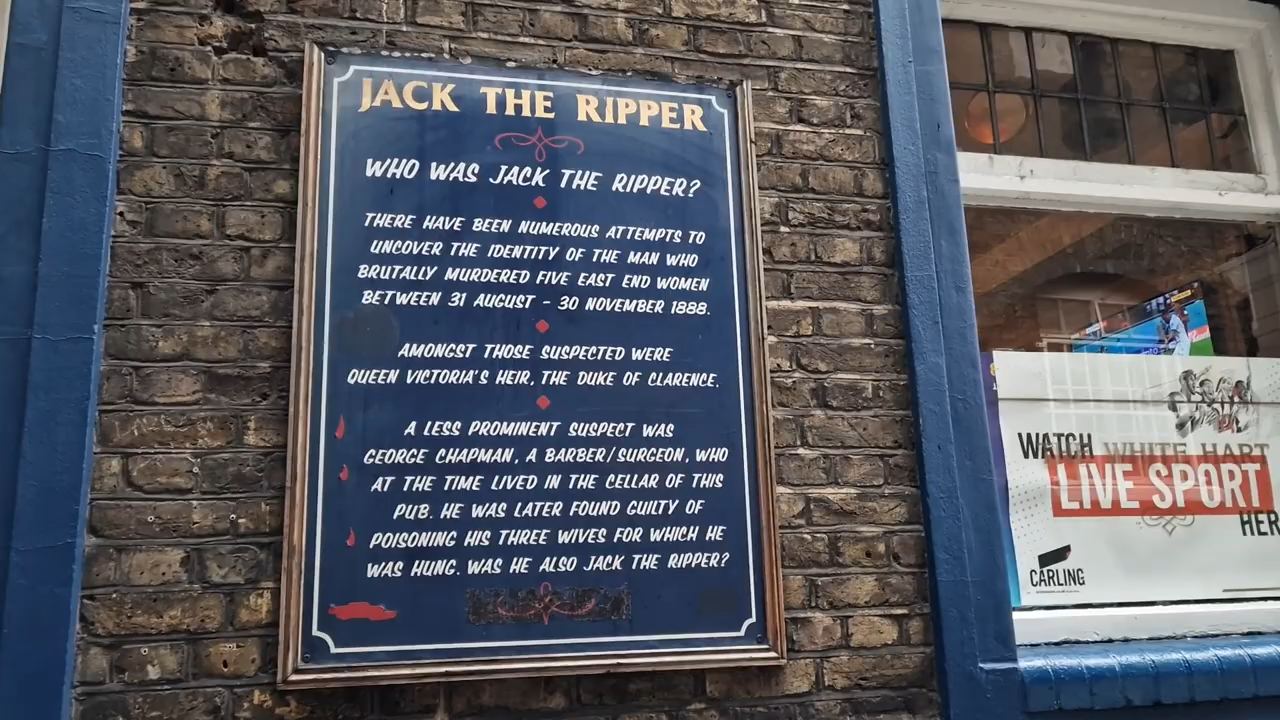 JACK THE RIPPER
WHO WAS JACK THE RIPPER?
THERE HAVE BEEN NUMEROUS ATTEMPTS TO
UNCOVER THE IDENTITY OF THE MAN WHO
BRUTALLY MURDERED FIVE EAST END WOMEN
BETWEEN 31 AUGUST - 30 NOVEMBER 1888.
AMONGST THOSE SUSPECTED WERE
QUEEN VICTORIA'S HEIR, THE DUKE OF CLARENCE.
A LESS PROMINENT SUSPECT WAS
GEORGE CHAPMAN, A BARBER/SURGEON, WHO
AT THE TIME LIVED IN THE CELLAR OF THIS
PUB. HE WAS LATER FOUND GUILTY OF
POISONING HIS THREE WIVES FOR WHICH HE
WAS HUNG. WAS HE ALSO JACK THE RIPPER?
WATCH
WHITE HART
LIVE SPORT
HER
CARLING